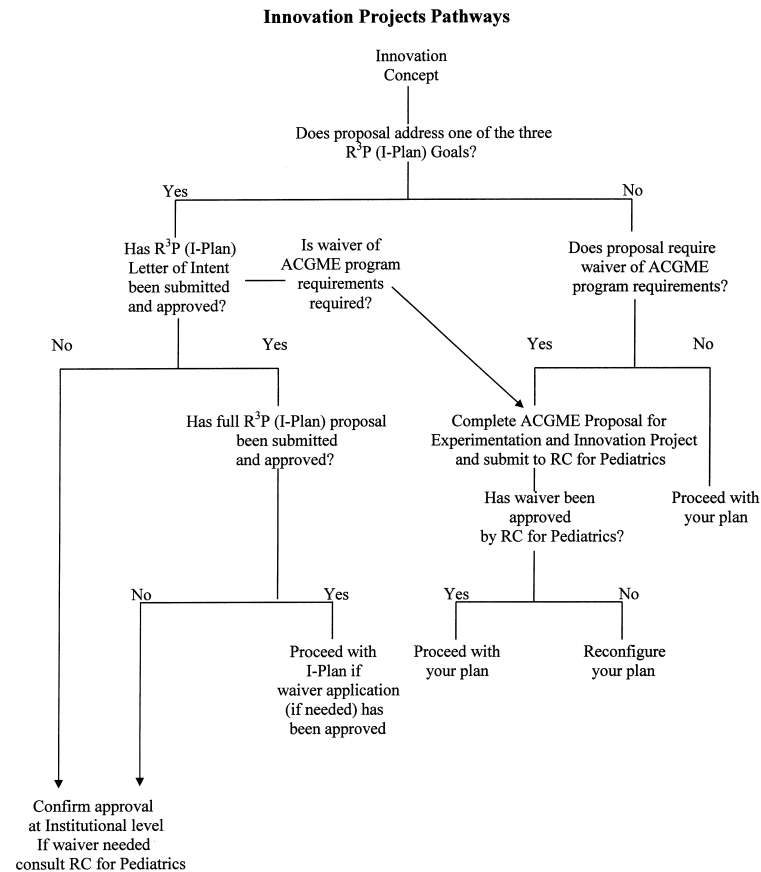 Innovation Projects Pathways
Innovation
Concept
Does proposal address one of the three
R³P (I-Plan) Goals?
Yes
No
Has R³P (I-Plan)
Letter of Intent
been submitted
and approved?
Is waiver of
ACGME program
requirements
required?
Does proposal require
waiver of ACGME
program requirements?
No
Yes
Yes
No
Has full R³P (I-Plan) proposal
been submitted
and approved?
Complete ACGME Proposal for
Experimentation and Innovation Project
and submit to RC for Pediatrics
Has waiver been
approved
by RC for Pediatrics?
Proceed with
your plan
No
Yes
Yes
No
Proceed with
I-Plan if
waiver application
(if needed) has
been approved
Proceed with
your plan
Reconfigure
your plan
Confirm approval
at Institutional level
If waiver needed
consult RC for Pediatrics